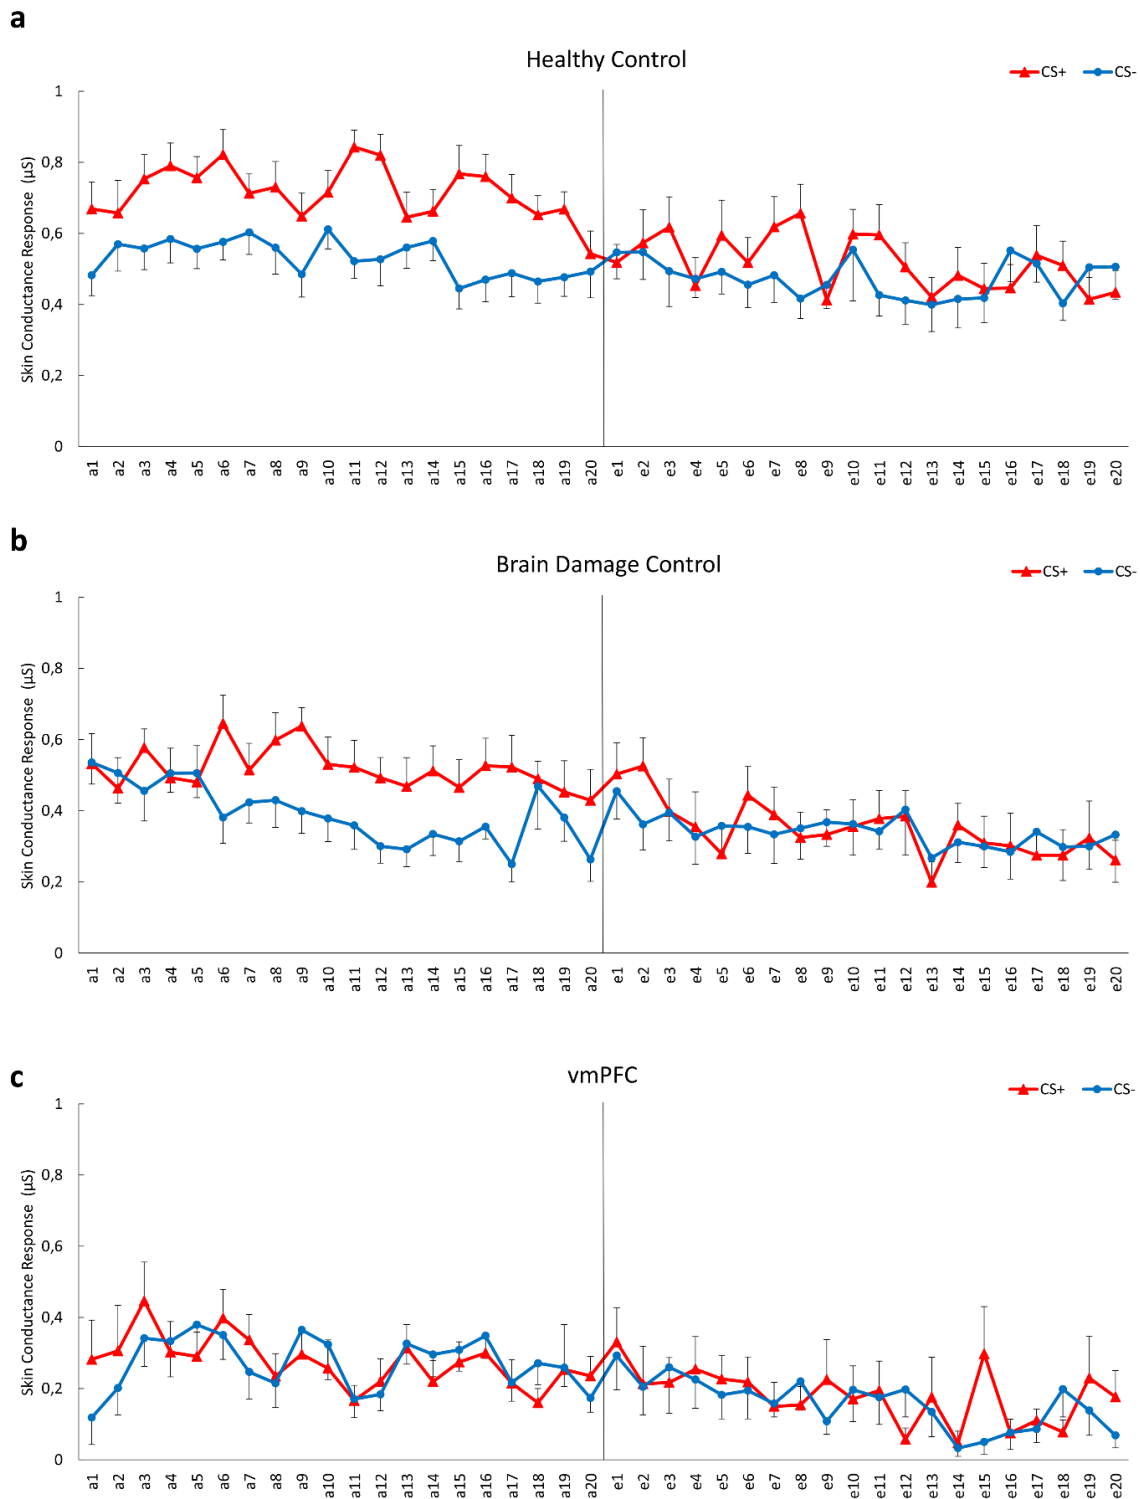 a
Healthy Control
CS+ CS-
Skin Conductance Response (µS)
1
0,8
0,6
0,4
0,2
0
a1 a2 a3 a4 a5 a6 a7 a8 a9 a10 a11 a12 a13 a14 a15 a16 a17 a18 a19 a20 e1 e2 e3 e4 e5 e6 e7 e8 e9 e10 e11 e12 e13 e14 e15 e16 e17 e18 e19 e20
b
Brain Damage Control
CS+ CS-
Skin Conductance Response (µS)
1
0,8
0,6
0,4
0,2
0
a1 a2 a3 a4 a5 a6 a7 a8 a9 a10 a11 a12 a13 a14 a15 a16 a17 a18 a19 a20 e1 e2 e3 e4 e5 e6 e7 e8 e9 e10 e11 e12 e13 e14 e15 e16 e17 e18 e19 e20
c
vmPFC
CS+ CS-
Skin Conductance Response (µS)
1
0,8
0,6
0,4
0,2
0
a1 a2 a3 a4 a5 a6 a7 a8 a9 a10 a11 a12 a13 a14 a15 a16 a17 a18 a19 a20 e1 e2 e3 e4 e5 e6 e7 e8 e9 e10 e11 e12 e13 e14 e15 e16 e17 e18 e19 e20